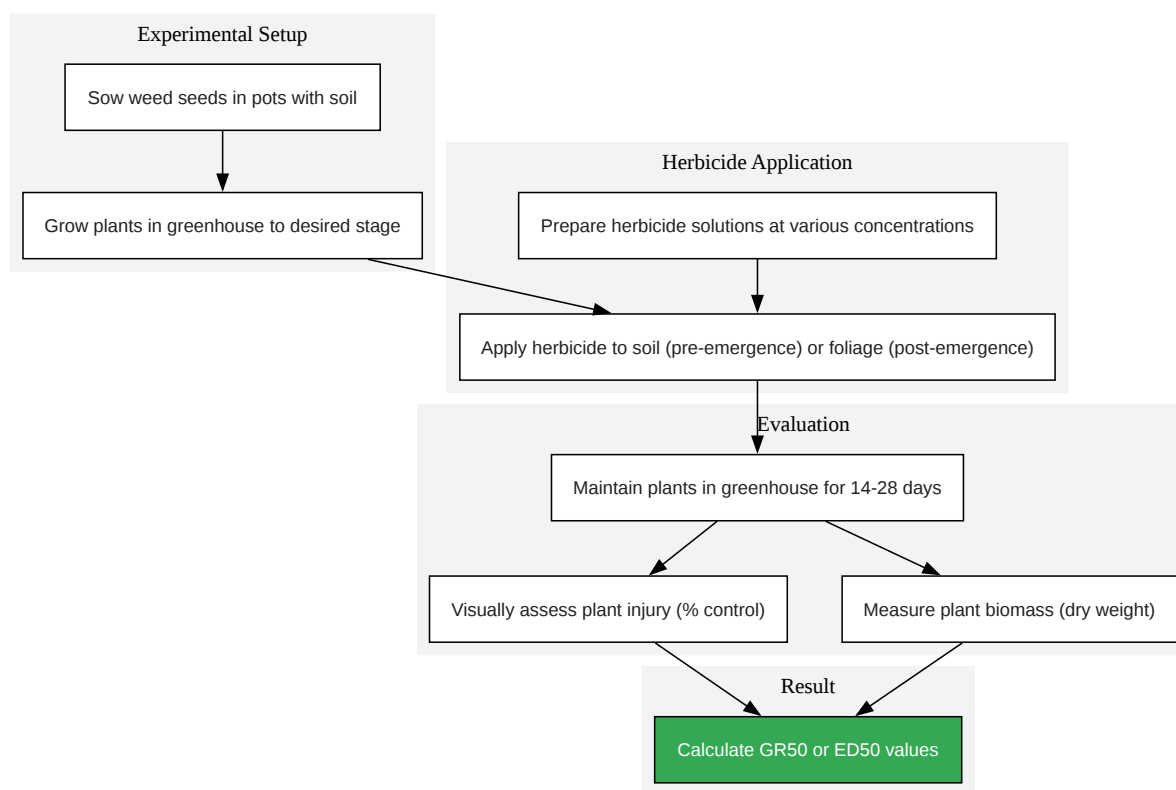 Experimental Setup
Sow weed seeds in pots with soil
Grow plants in greenhouse to desired stage
Herbicide Application
Prepare herbicide solutions at various concentrations
Apply herbicide to soil (pre-emergence) or foliage (post-emergence)
Evaluation
Maintain plants in greenhouse for 14-28 days
Visually assess plant injury (% control)
Measure plant biomass (dry weight)
Result
Calculate GR50 or ED50 values